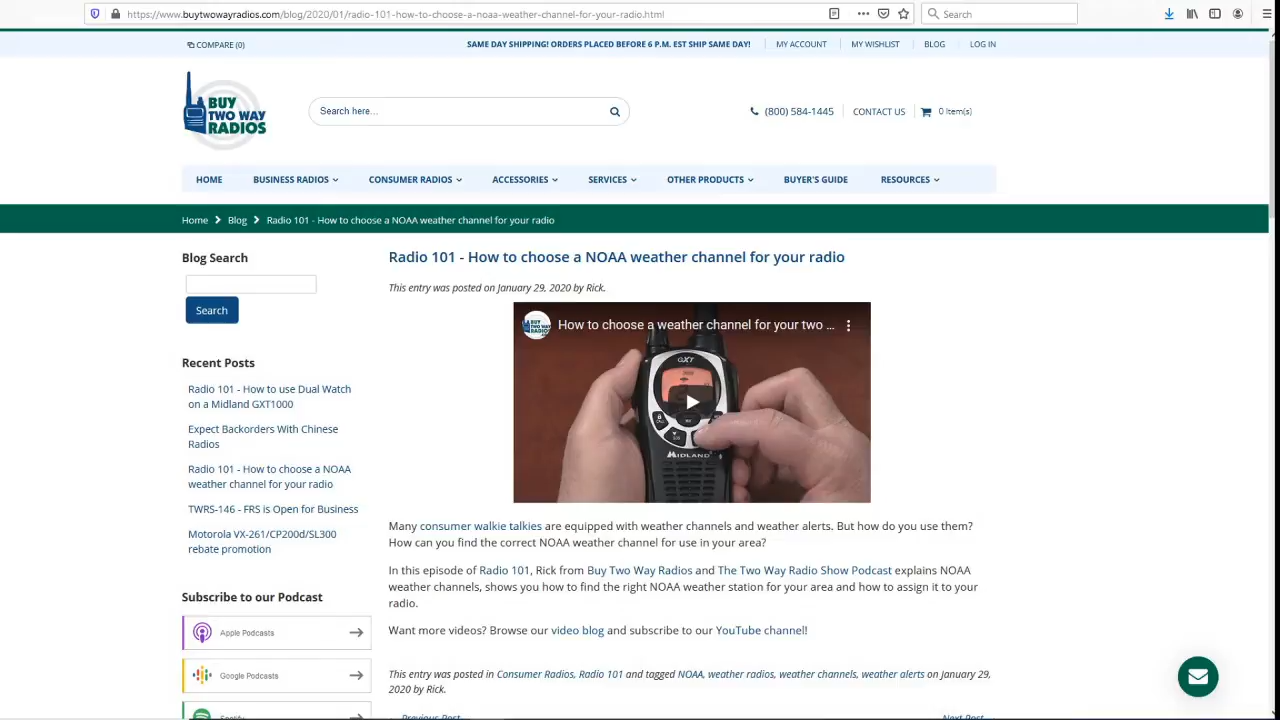 https://www.buytwowayradios.com/blog/2020/01/radio-101-how-to-choose-a-noaa-weather-channel-for-your-radio.html
Search
COMPARE (0)
SAME DAY SHIPPING! ORDERS PLACED BEFORE 6 P.M. EST SHIP SAME DAY!
MY ACCOUNT
MY WISHLIST
BLOG
LOG IN
BUY
TWO WAY
RADIOS
Search here...
(800) 584-1445
CONTACT US
0 Item(s)
HOME
BUSINESS RADIOS
CONSUMER RADIOS
ACCESSORIES
SERVICES
OTHER PRODUCTS
BUYER'S GUIDE
RESOURCES
Home
Blog
Radio 101 - How to choose a NOAA weather channel for your radio
Blog Search
Search
Recent Posts
Radio 101 - How to use Dual Watch
on a Midland GXT1000
Expect Backorders With Chinese
Radios
Radio 101 - How to choose a NOAA
weather channel for your radio
TWRS-146 - FRS is Open for Business
Motorola VX-261/CP200d/SL300
rebate promotion
Subscribe to our Podcast
Apple Podcasts
Google Podcasts
Spotify
Radio 101 - How to choose a NOAA weather channel for your radio
This entry was posted on January 29, 2020 by Rick.
How to choose a weather channel for your two ...
GXT
MIDLAND
Many consumer walkie talkies are equipped with weather channels and weather alerts. But how do you use them?
How can you find the correct NOAA weather channel for use in your area?
In this episode of Radio 101, Rick from Buy Two Way Radios and The Two Way Radio Show Podcast explains NOAA
weather channels, shows you how to find the right NOAA weather station for your area and how to assign it to your
radio.
Want more videos? Browse our video blog and subscribe to our YouTube channel!
This entry was posted in Consumer Radios, Radio 101 and tagged NOAA, weather radios, weather channels, weather alerts on January 29,
2020 by Rick.
Previous Post
Next Post